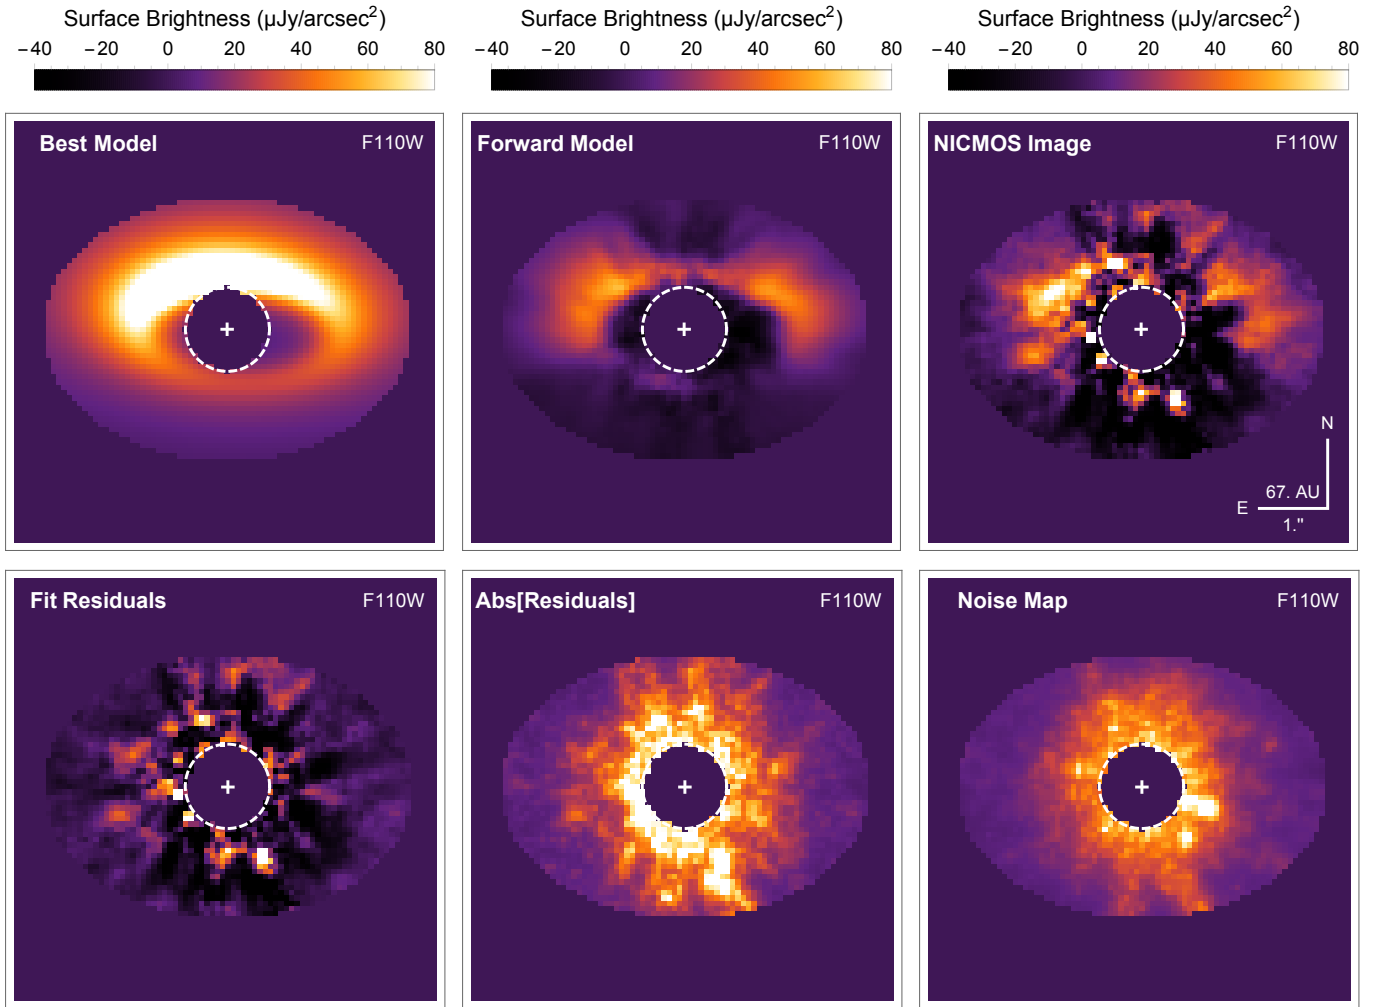 Surface Brightness (μJy/arcsec²) Surface Brightness (μJy/arcsec²) Surface Brightness (μJy/arcsec²)
−40 −20 0 20 40 60 80 −40 −20 0 20 40 60 80 −40 −20 0 20 40 60 80
Best Model F110W Forward Model F110W NICMOS Image F110W
N
67. AU
E
1."
Fit Residuals F110W Abs[Residuals] F110W Noise Map F110W